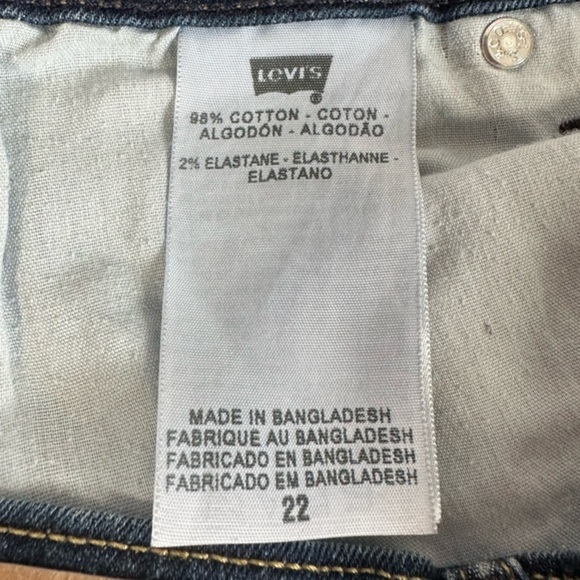 Levi's
®
98% COTTON - COTON -
ALGODÓN - ALGODÃO
2% ELASTANE - ÉLASTHANNE -
ELASTANO
MADE IN BANGLADESH
FABRIQUE AU BANGLADESH
FABRICADO EN BANGLADESH
FABRICADO EM BANGLADESH
22